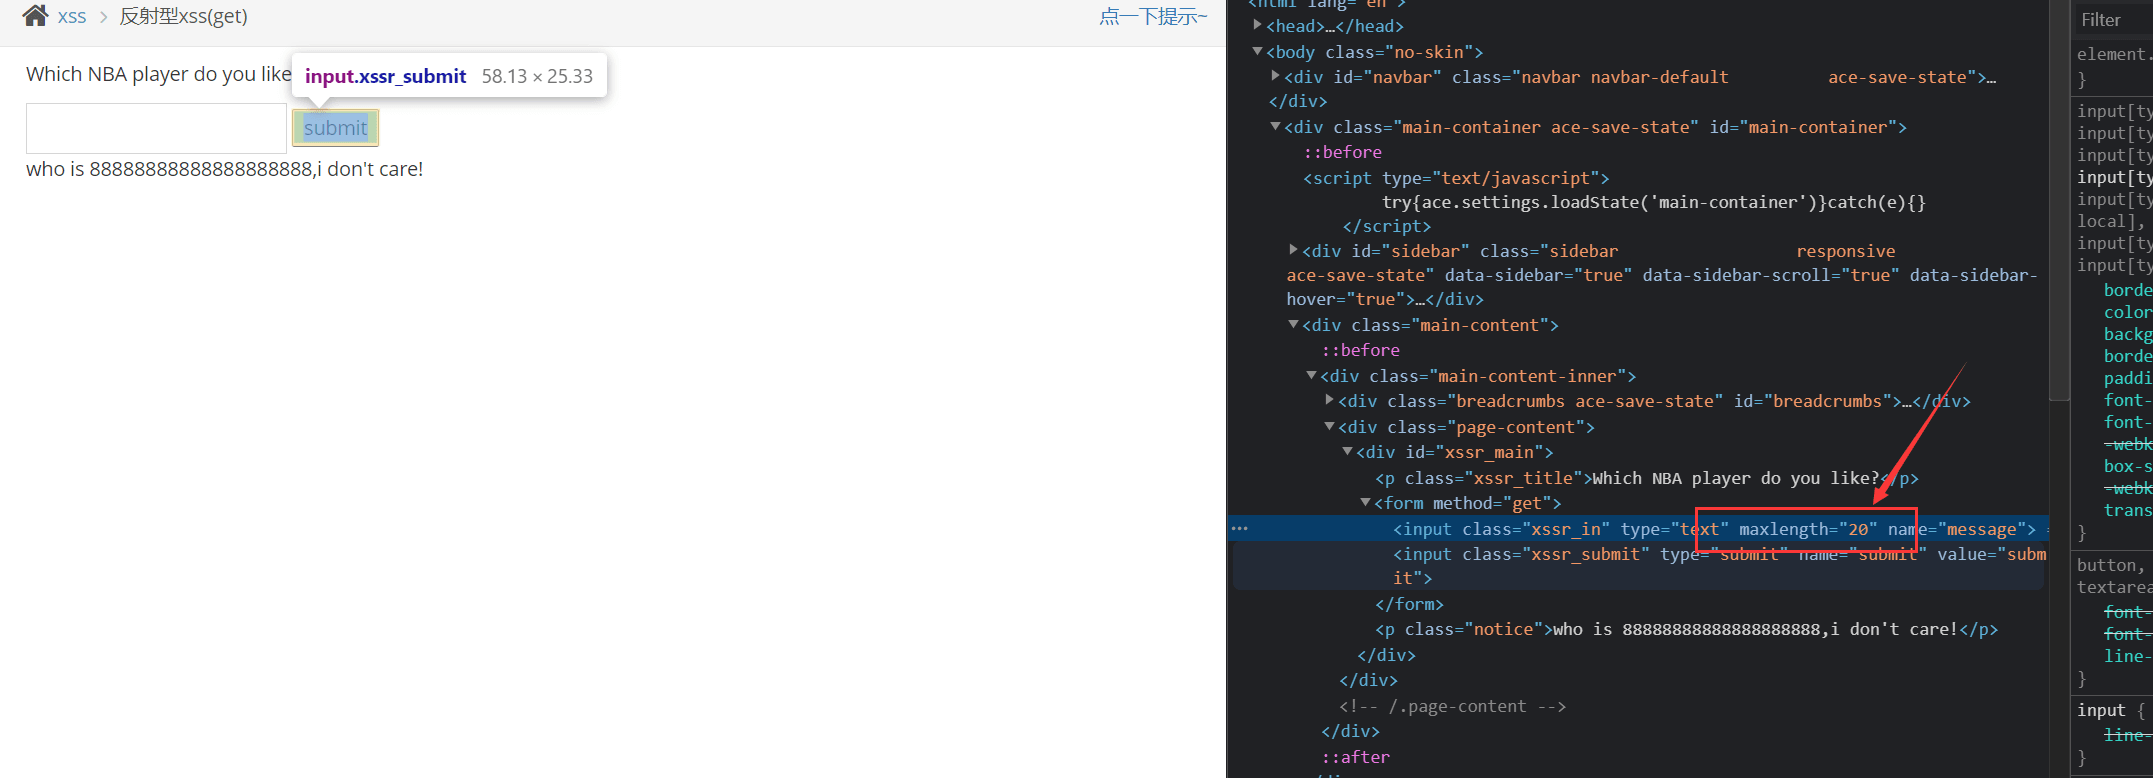 xss > 反射型xss(get)
点一下提示~
Which NBA player do you like
input.xssr_submit 58.13 × 25.33
submit
who is 88888888888888888888,i don't care!
<html lang="en">
<head>…</head>
<body class="no-skin">
<div id="navbar" class="navbar navbar-default ace-save-state">…
</div>
<div class="main-container ace-save-state" id="main-container">
::before
<script type="text/javascript">
try{ace.settings.loadState('main-container')}catch(e){}
</script>
<div id="sidebar" class="sidebar responsive
ace-save-state" data-sidebar="true" data-sidebar-scroll="true" data-sidebar-
hover="true">…</div>
<div class="main-content">
::before
<div class="main-content-inner">
<div class="breadcrumbs ace-save-state" id="breadcrumbs">…</div>
<div class="page-content">
<div id="xssr_main">
<p class="xssr_title">Which NBA player do you like?</p>
<form method="get">
<input class="xssr_in" type="text" maxlength="20" name="message"> =
<input class="xssr_submit" type="submit" name="submit" value="subm
it">
</form>
<p class="notice">who is 88888888888888888888,i don't care!</p>
</div>
</div>
<!-- /.page-content -->
</div>
::after
Filter
element.
}
input[ty
input[ty
input[ty
input[ty
input[ty
local],
input[ty
input[ty
borde
color
backg
borde
paddi
font-
font-
-webk
box-s
-webk
trans
}
button,
textarea
font-
font-
line-
}
input {
line-
}